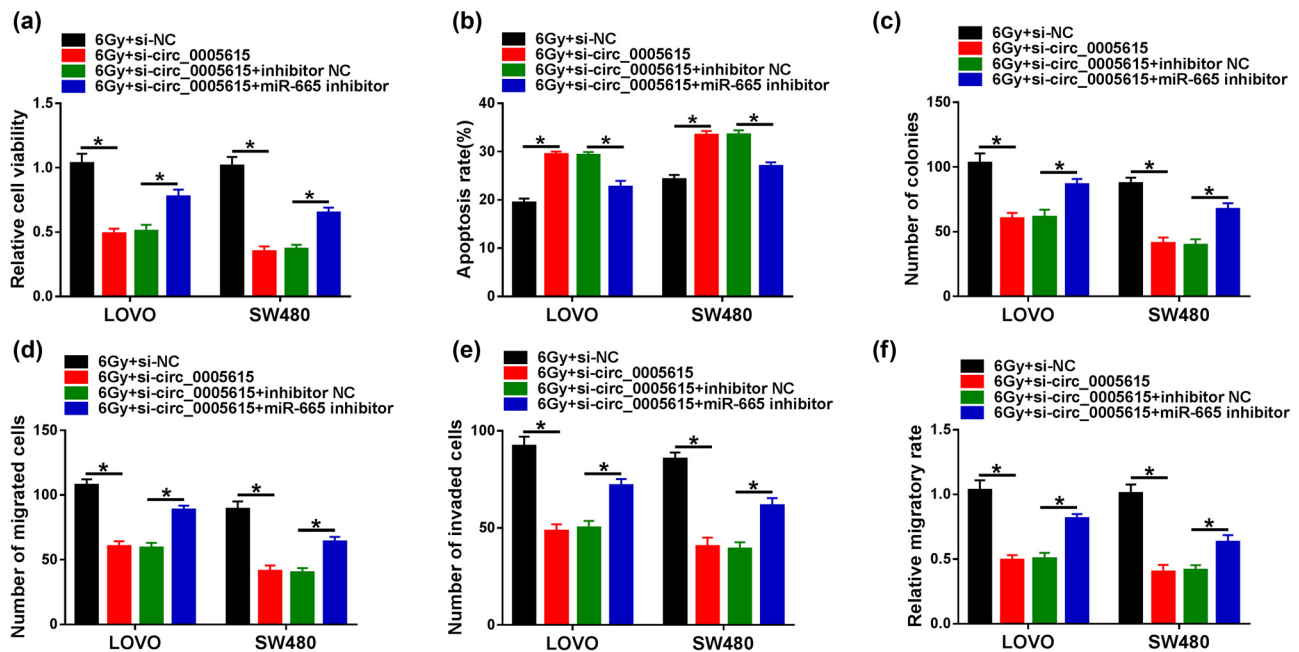 (a)
6Gy+si-NC
6Gy+si-circ_0005615
6Gy+si-circ_0005615+inhibitor NC
6Gy+si-circ_0005615+miR-665 inhibitor
Relative cell viability
1.5
1.0
0.5
0.0
*
*
*
*
LOVO
SW480
(b)
6Gy+si-NC
6Gy+si-circ_0005615
6Gy+si-circ_0005615+inhibitor NC
6Gy+si-circ_0005615+miR-665 inhibitor
Apoptosis rate(%)
40
30
20
10
0
*
*
*
*
LOVO
SW480
(c)
6Gy+si-NC
6Gy+si-circ_0005615
6Gy+si-circ_0005615+inhibitor NC
6Gy+si-circ_0005615+miR-665 inhibitor
Number of colonies
150
100
50
0
*
*
*
*
LOVO
SW480
(d)
6Gy+si-NC
6Gy+si-circ_0005615
6Gy+si-circ_0005615+inhibitor NC
6Gy+si-circ_0005615+miR-665 inhibitor
Number of migrated cells
150
100
50
0
*
*
*
*
LOVO
SW480
(e)
6Gy+si-NC
6Gy+si-circ_0005615
6Gy+si-circ_0005615+inhibitor NC
6Gy+si-circ_0005615+miR-665 inhibitor
Number of invaded cells
100
50
0
*
*
*
*
LOVO
SW480
(f)
6Gy+si-NC
6Gy+si-circ_0005615
6Gy+si-circ_0005615+inhibitor NC
6Gy+si-circ_0005615+miR-665 inhibitor
Relative migratory rate
1.5
1.0
0.5
0.0
*
*
*
*
LOVO
SW480